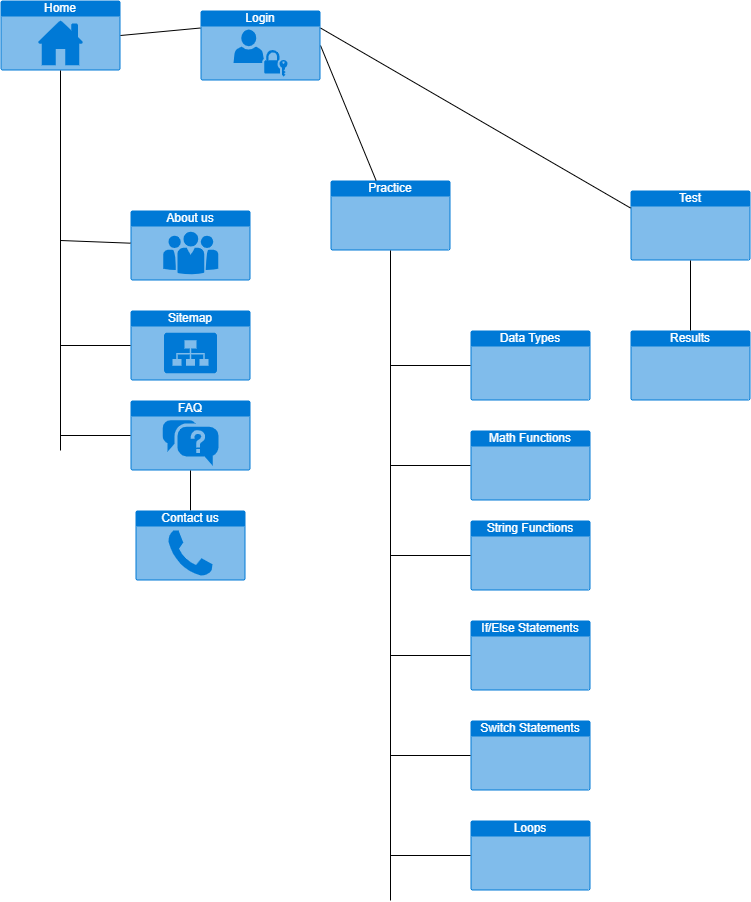 Home
Login
Practice
Test
About us
Sitemap
FAQ
?
Contact us
Data Types
Results
Math Functions
String Functions
If/Else Statements
Switch Statements
Loops